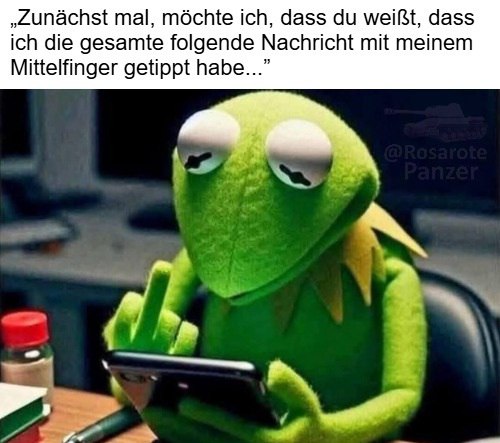 „Zunächst mal, möchte ich, dass du weißt, dass
ich die gesamte folgende Nachricht mit meinem
Mittelfinger getippt habe...”
@Rosarote
Panzer